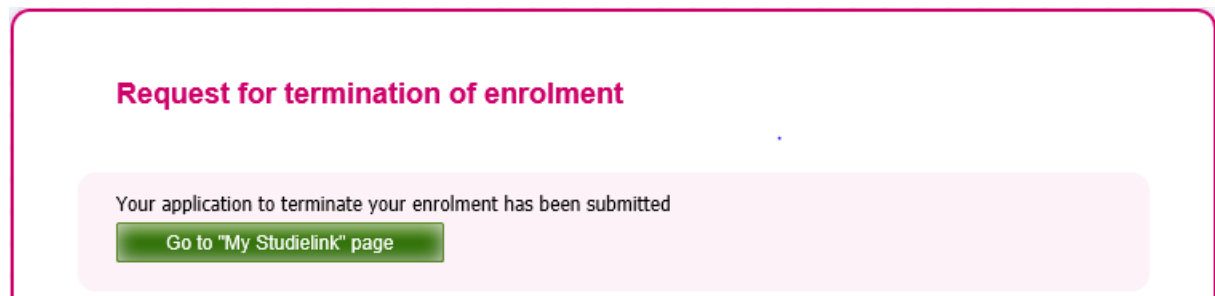 Request for termination of enrolment
Your application to terminate your enrolment has been submitted
Go to "My Studielink" page